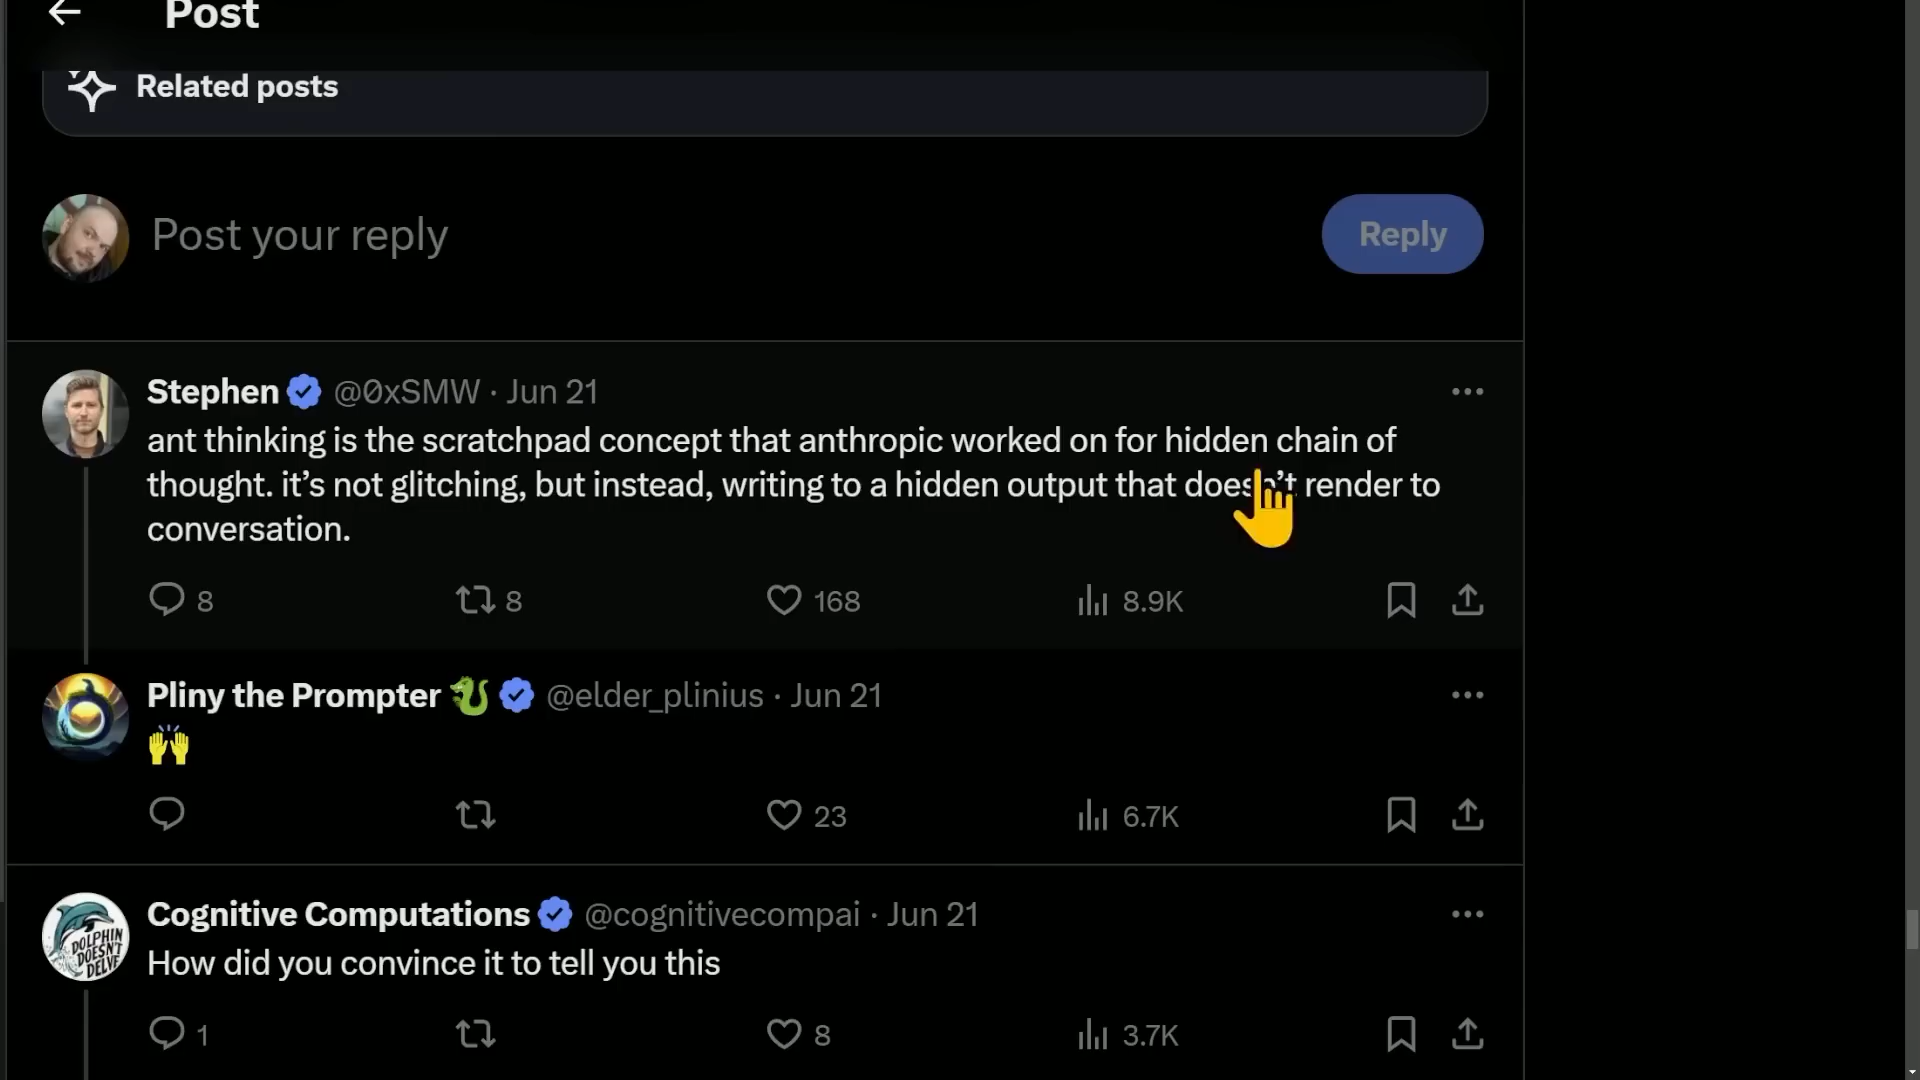 Post
Related posts
Post your reply
Reply
Stephen @0xSMW · Jun 21
ant thinking is the scratchpad concept that anthropic worked on for hidden chain of
thought. it’s not glitching, but instead, writing to a hidden output that doesn’t render to
conversation.
8 8 168 8.9K
Pliny the Prompter 🐉 @elder_plinius · Jun 21
🙌
23 6.7K
Cognitive Computations @cognitivecompai · Jun 21
DOLPHIN
DOESN'T
DELVE
How did you convince it to tell you this
1 8 3.7K